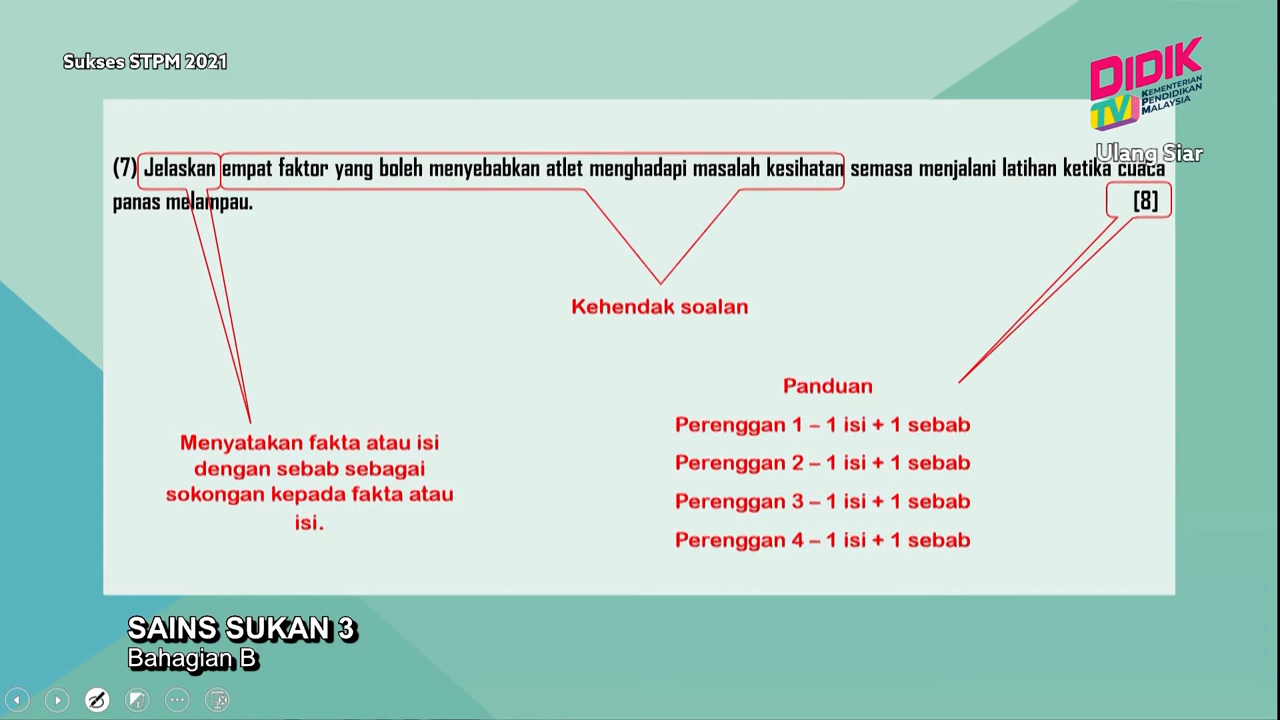 Sukses STPM 2021
DIDIK
TV
KEMENTERIAN
PENDIDIKAN
MALAYSIA
Ulang Siar
(7) Jelaskan empat faktor yang boleh menyebabkan atlet menghadapi masalah kesihatan semasa menjalani latihan ketika cuaca
panas melampau. [8]
Kehendak soalan
Menyatakan fakta atau isi
dengan sebab sebagai
sokongan kepada fakta atau
isi.
Panduan
Perenggan 1 – 1 isi + 1 sebab
Perenggan 2 – 1 isi + 1 sebab
Perenggan 3 – 1 isi + 1 sebab
Perenggan 4 – 1 isi + 1 sebab
SAINS SUKAN 3
Bahagian B